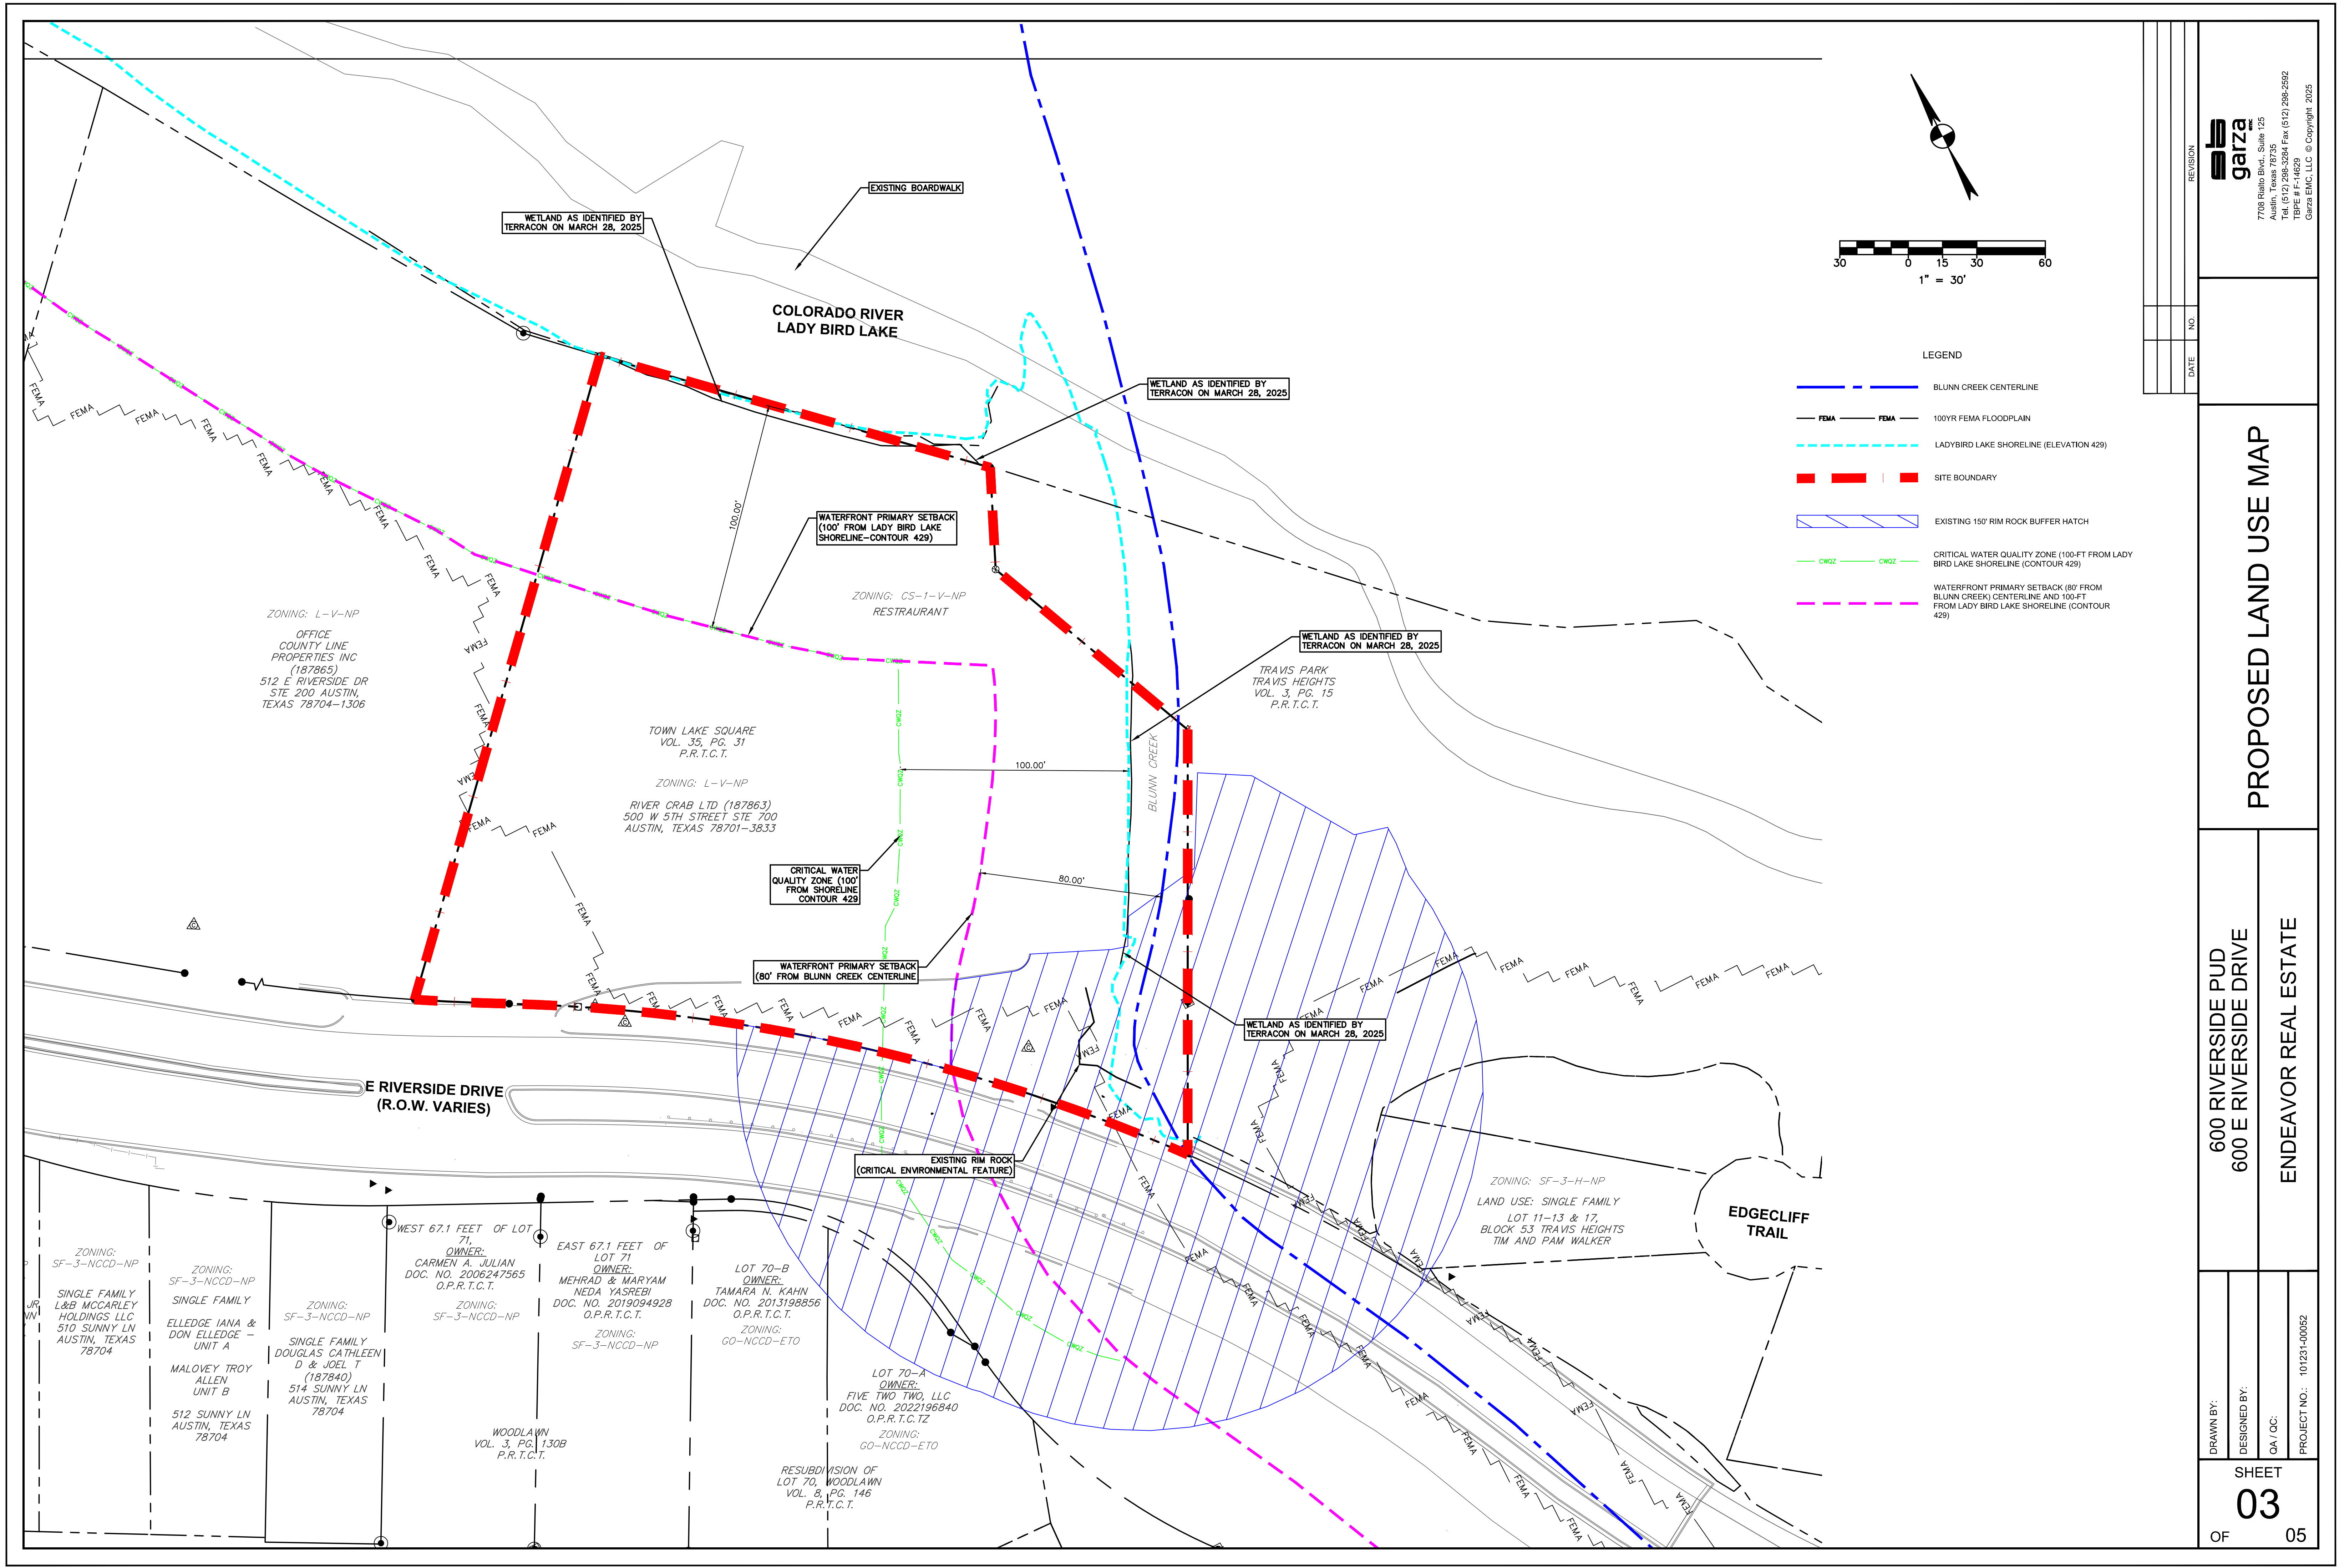 EXISTING BOARDWALK
WETLAND AS IDENTIFIED BY
TERRACON ON MARCH 28, 2025
COLORADO RIVER
LADY BIRD LAKE
WETLAND AS IDENTIFIED BY
TERRACON ON MARCH 28, 2025
100.00'
WATERFRONT PRIMARY SETBACK
(100' FROM LADY BIRD LAKE
SHORELINE-CONTOUR 429)
ZONING: CS-1-V-NP
RESTRAURANT
ZONING: L-V-NP
OFFICE
COUNTY LINE
PROPERTIES INC
(187865)
512 E RIVERSIDE DR
STE 200 AUSTIN,
TEXAS 78704-1306
WETLAND AS IDENTIFIED BY
TERRACON ON MARCH 28, 2025
TRAVIS PARK
TRAVIS HEIGHTS
VOL. 3, PG. 15
P.R.T.C.T.
TOWN LAKE SQUARE
VOL. 35, PG. 31
P.R.T.C.T.
ZONING: L-V-NP
RIVER CRAB LTD (187863)
500 W 5TH STREET STE 700
AUSTIN, TEXAS 78701-3833
BLUNN CREEK
100.00'
80.00'
CRITICAL WATER
QUALITY ZONE (100'
FROM SHORELINE
CONTOUR 429
WATERFRONT PRIMARY SETBACK
(80' FROM BLUNN CREEK CENTERLINE
WETLAND AS IDENTIFIED BY
TERRACON ON MARCH 28, 2025
E RIVERSIDE DRIVE
(R.O.W. VARIES)
EXISTING RIM ROCK
(CRITICAL ENVIRONMENTAL FEATURE)
ZONING: SF-3-H-NP
LAND USE: SINGLE FAMILY
LOT 11-13 & 17,
BLOCK 53 TRAVIS HEIGHTS
TIM AND PAM WALKER
EDGECLIFF
TRAIL
JR
ZONING:
SF-3-NCCD-NP
SINGLE FAMILY
L&B MCCARLEY
HOLDINGS LLC
510 SUNNY LN
AUSTIN, TEXAS
78704
ZONING:
SF-3-NCCD-NP
SINGLE FAMILY
ELLEDGE IANA &
DON ELLEDGE -
UNIT A
MALOVEY TROY
ALLEN
UNIT B
512 SUNNY LN
AUSTIN, TEXAS
78704
ZONING:
SF-3-NCCD-NP
SINGLE FAMILY
DOUGLAS CATHLEEN
D & JOEL T
(187840)
514 SUNNY LN
AUSTIN, TEXAS
78704
WEST 67.1 FEET OF LOT
71,
OWNER:
CARMEN A. JULIAN
DOC. NO. 2006247565
O.P.R.T.C.T.
ZONING:
SF-3-NCCD-NP
EAST 67.1 FEET OF
LOT 71
OWNER:
MEHRAD & MARYAM
NEDA YASREBI
DOC. NO. 2019094928
O.P.R.T.C.T.
ZONING:
SF-3-NCCD-NP
LOT 70-B
OWNER:
TAMARA N. KAHN
DOC. NO. 2013198856
O.P.R.T.C.T.
ZONING:
GO-NCCD-ETO
LOT 70-A
OWNER:
FIVE TWO TWO, LLC
DOC. NO. 2022196840
O.P.R.T.C.TZ
ZONING:
GO-NCCD-ETO
WOODLAWN
VOL. 3, PG. 130B
P.R.T.C.T.
RESUBDIVISION OF
LOT 70, WOODLAWN
VOL. 8, PG. 146
P.R.T.C.T.
FEMA
CWQZ
30 0 15 30 60
1" = 30'
LEGEND
BLUNN CREEK CENTERLINE
FEMA FEMA 100YR FEMA FLOODPLAIN
LADYBIRD LAKE SHORELINE (ELEVATION 429)
SITE BOUNDARY
EXISTING 150' RIM ROCK BUFFER HATCH
CWQZ CWQZ CRITICAL WATER QUALITY ZONE (100-FT FROM LADY
BIRD LAKE SHORELINE (CONTOUR 429)
WATERFRONT PRIMARY SETBACK (80' FROM
BLUNN CREEK) CENTERLINE AND 100-FT
FROM LADY BIRD LAKE SHORELINE (CONTOUR
429)
REVISION
NO.
DATE
garza
EMC
7708 Rialto Blvd., Suite 125
Austin, Texas 78735
Tel. (512) 298-3284 Fax (512) 298-2592
TBPE # F-14629
Garza EMC, LLC © Copyright 2025
PROPOSED LAND USE MAP
600 RIVERSIDE PUD
600 E RIVERSIDE DRIVE
ENDEAVOR REAL ESTATE
DRAWN BY:
DESIGNED BY:
QA / QC:
PROJECT NO.: 101231-00052
SHEET
03
OF 05